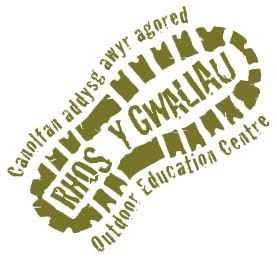 Canolfan addysg awyr agored
RHOS Y GWALIAU
Outdoor Education Centre